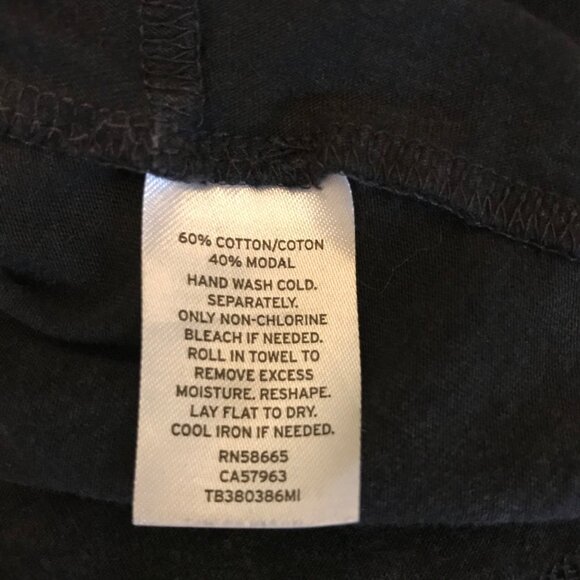 60% COTTON/COTON
40% MODAL
HAND WASH COLD.
SEPARATELY.
ONLY NON-CHLORINE
BLEACH IF NEEDED.
ROLL IN TOWEL TO
REMOVE EXCESS
MOISTURE. RESHAPE.
LAY FLAT TO DRY.
COOL IRON IF NEEDED.
RN58665
CA57963
TB380386MI